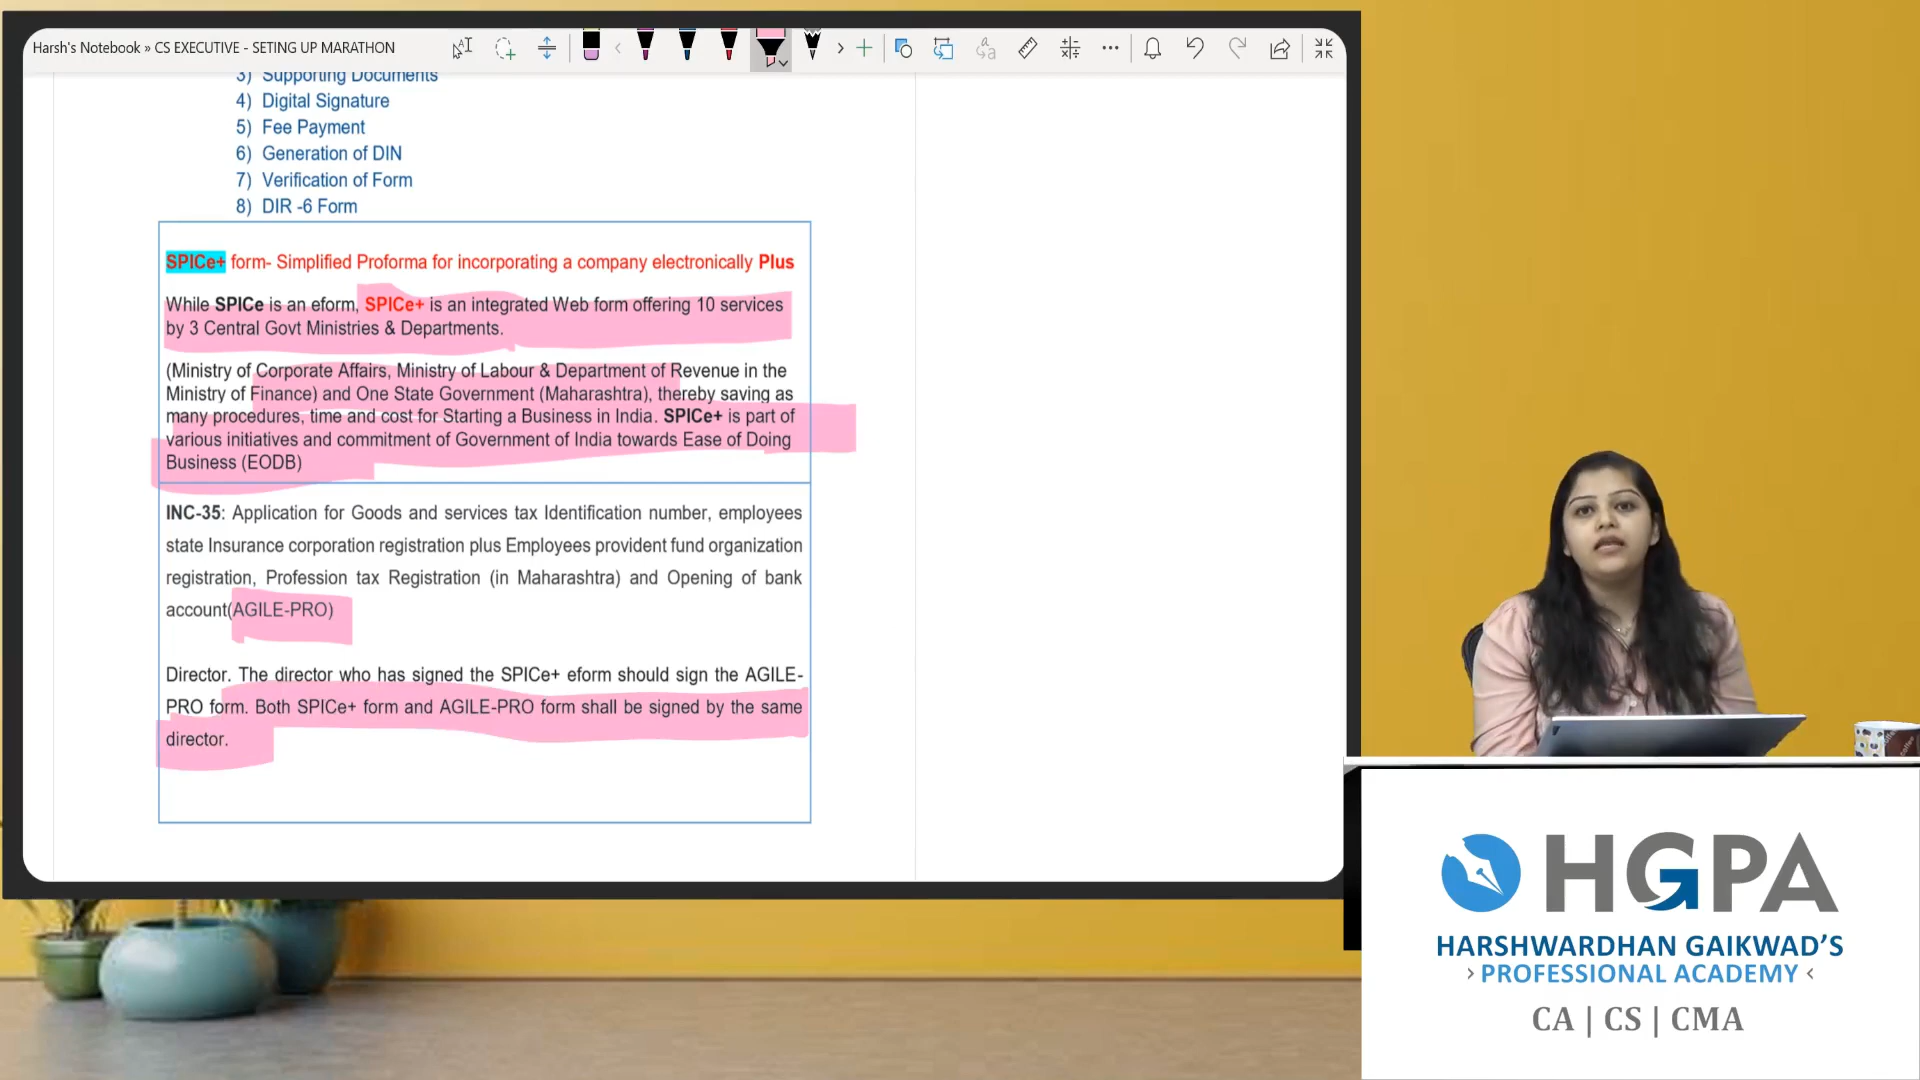 Harsh's Notebook » CS EXECUTIVE - SETING UP MARATHON
3) Supporting Documents
4) Digital Signature
5) Fee Payment
6) Generation of DIN
7) Verification of Form
8) DIR -6 Form
SPICe+ form- Simplified Proforma for incorporating a company electronically Plus
While SPICe is an eform, SPICe+ is an integrated Web form offering 10 services
by 3 Central Govt Ministries & Departments.
(Ministry of Corporate Affairs, Ministry of Labour & Department of Revenue in the
Ministry of Finance) and One State Government (Maharashtra), thereby saving as
many procedures, time and cost for Starting a Business in India. SPICe+ is part of
various initiatives and commitment of Government of India towards Ease of Doing
Business (EODB)
INC-35: Application for Goods and services tax Identification number, employees
state Insurance corporation registration plus Employees provident fund organization
registration, Profession tax Registration (in Maharashtra) and Opening of bank
account(AGILE-PRO)
Director. The director who has signed the SPICe+ eform should sign the AGILE-
PRO form. Both SPICe+ form and AGILE-PRO form shall be signed by the same
director.
HGPA
HARSHWARDHAN GAIKWAD'S
› PROFESSIONAL ACADEMY ‹
CA | CS | CMA